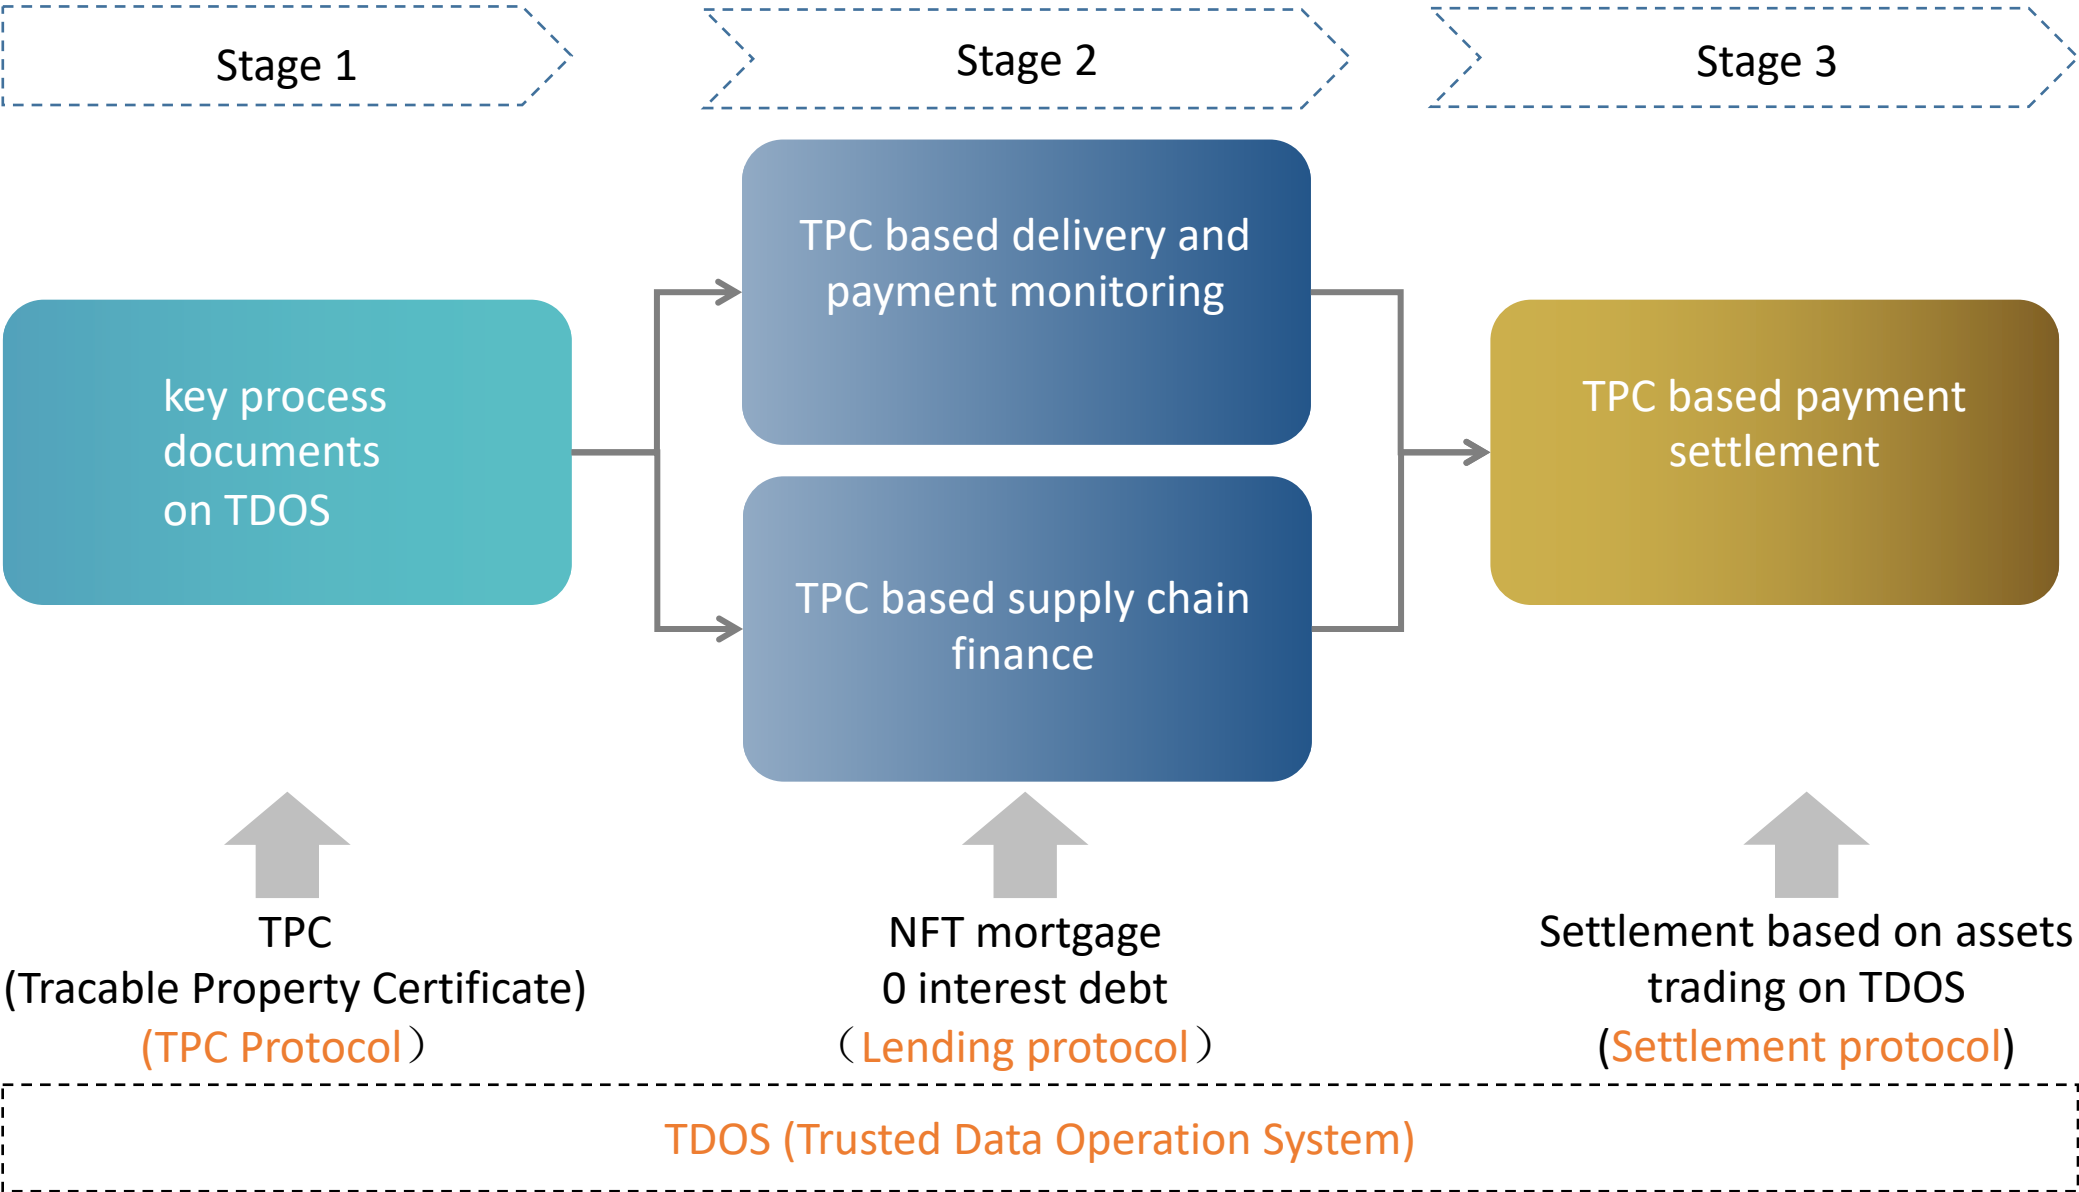 Stage 1
Stage 2
Stage 3
key process
documents
on TDOS
TPC based delivery and
payment monitoring
TPC based supply chain
finance
TPC based payment
settlement
TPC
(Tracable Property Certificate)
(TPC Protocol）
NFT mortgage
0 interest debt
（Lending protocol）
Settlement based on assets
trading on TDOS
(Settlement protocol)
TDOS (Trusted Data Operation System)